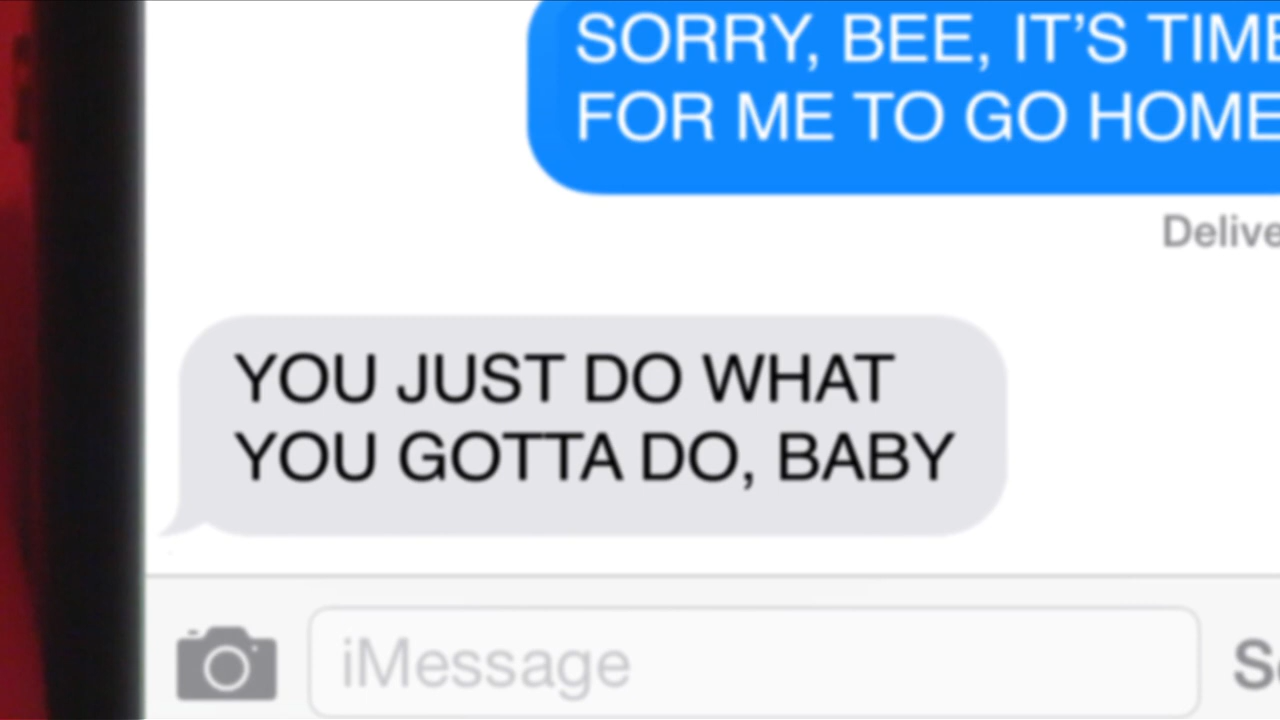 SORRY, BEE, IT’S TIME
FOR ME TO GO HOME
YOU JUST DO WHAT
YOU GOTTA DO, BABY
iMessage